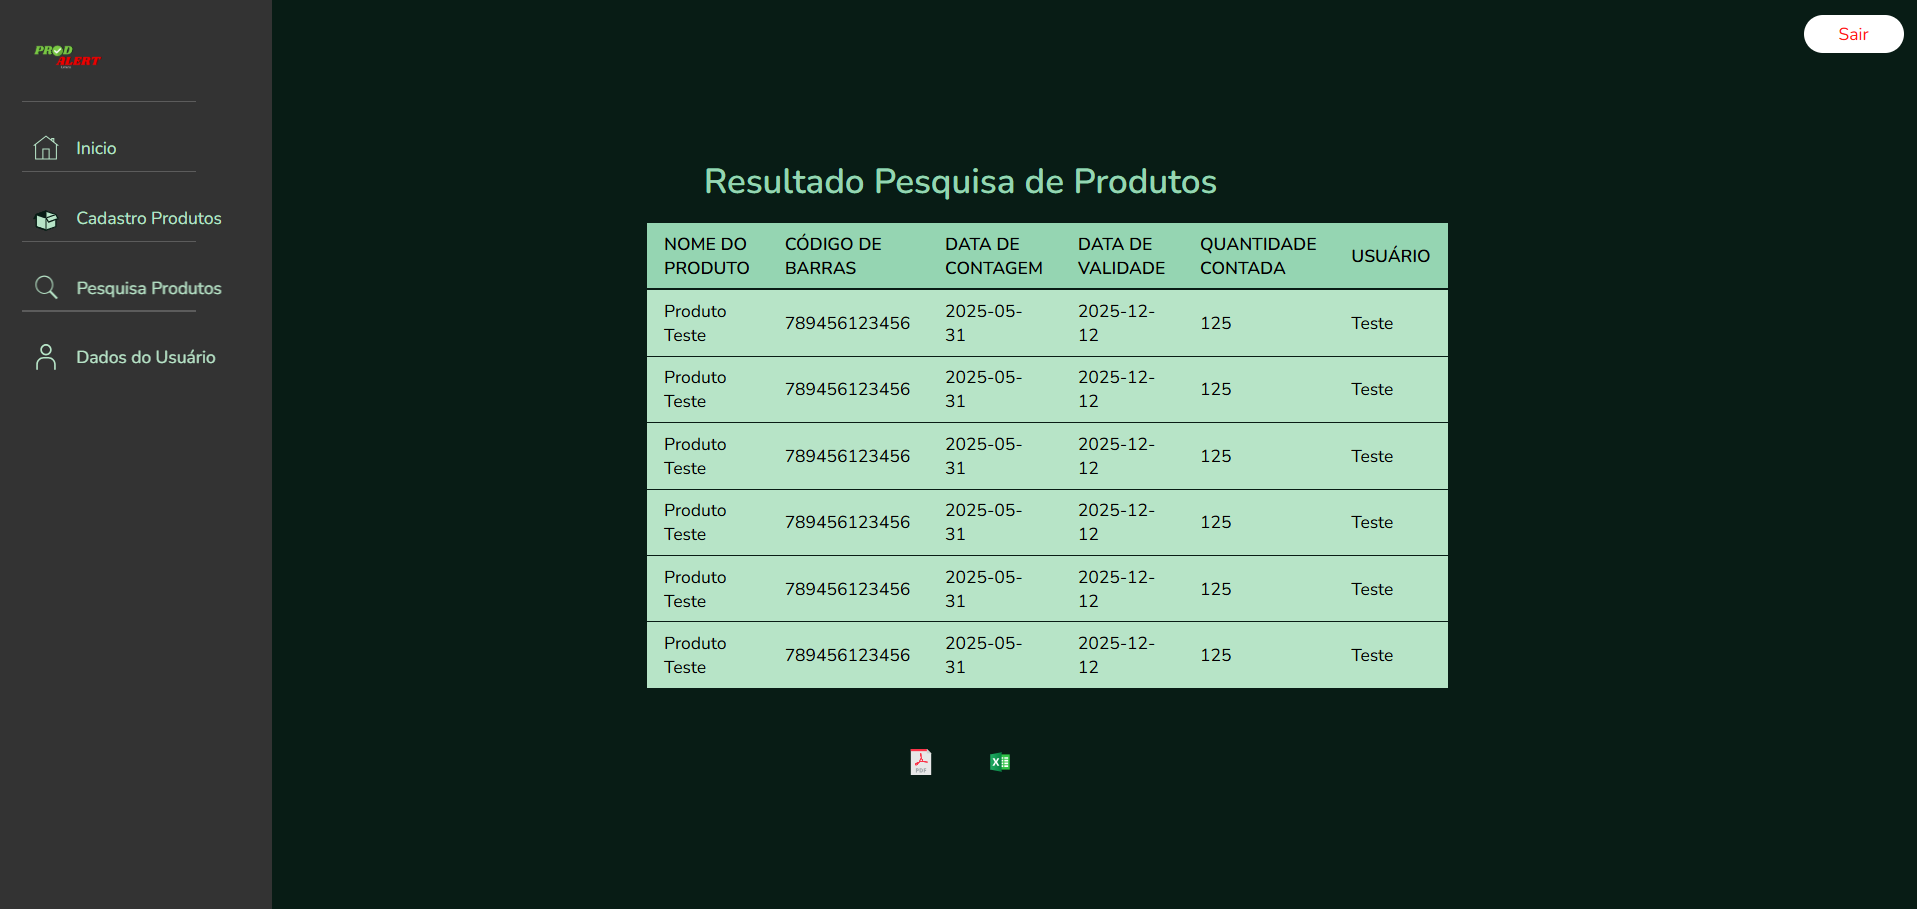 PROD
ALERT
Sair
Inicio
Cadastro Produtos
Pesquisa Produtos
Dados do Usuário
Resultado Pesquisa de Produtos
NOME DO PRODUTO CÓDIGO DE BARRAS DATA DE CONTAGEM DATA DE VALIDADE QUANTIDADE CONTADA USUÁRIO
Produto Teste 789456123456 2025-05-31 2025-12-12 125 Teste
Produto Teste 789456123456 2025-05-31 2025-12-12 125 Teste
Produto Teste 789456123456 2025-05-31 2025-12-12 125 Teste
Produto Teste 789456123456 2025-05-31 2025-12-12 125 Teste
Produto Teste 789456123456 2025-05-31 2025-12-12 125 Teste
Produto Teste 789456123456 2025-05-31 2025-12-12 125 Teste
PDF
X